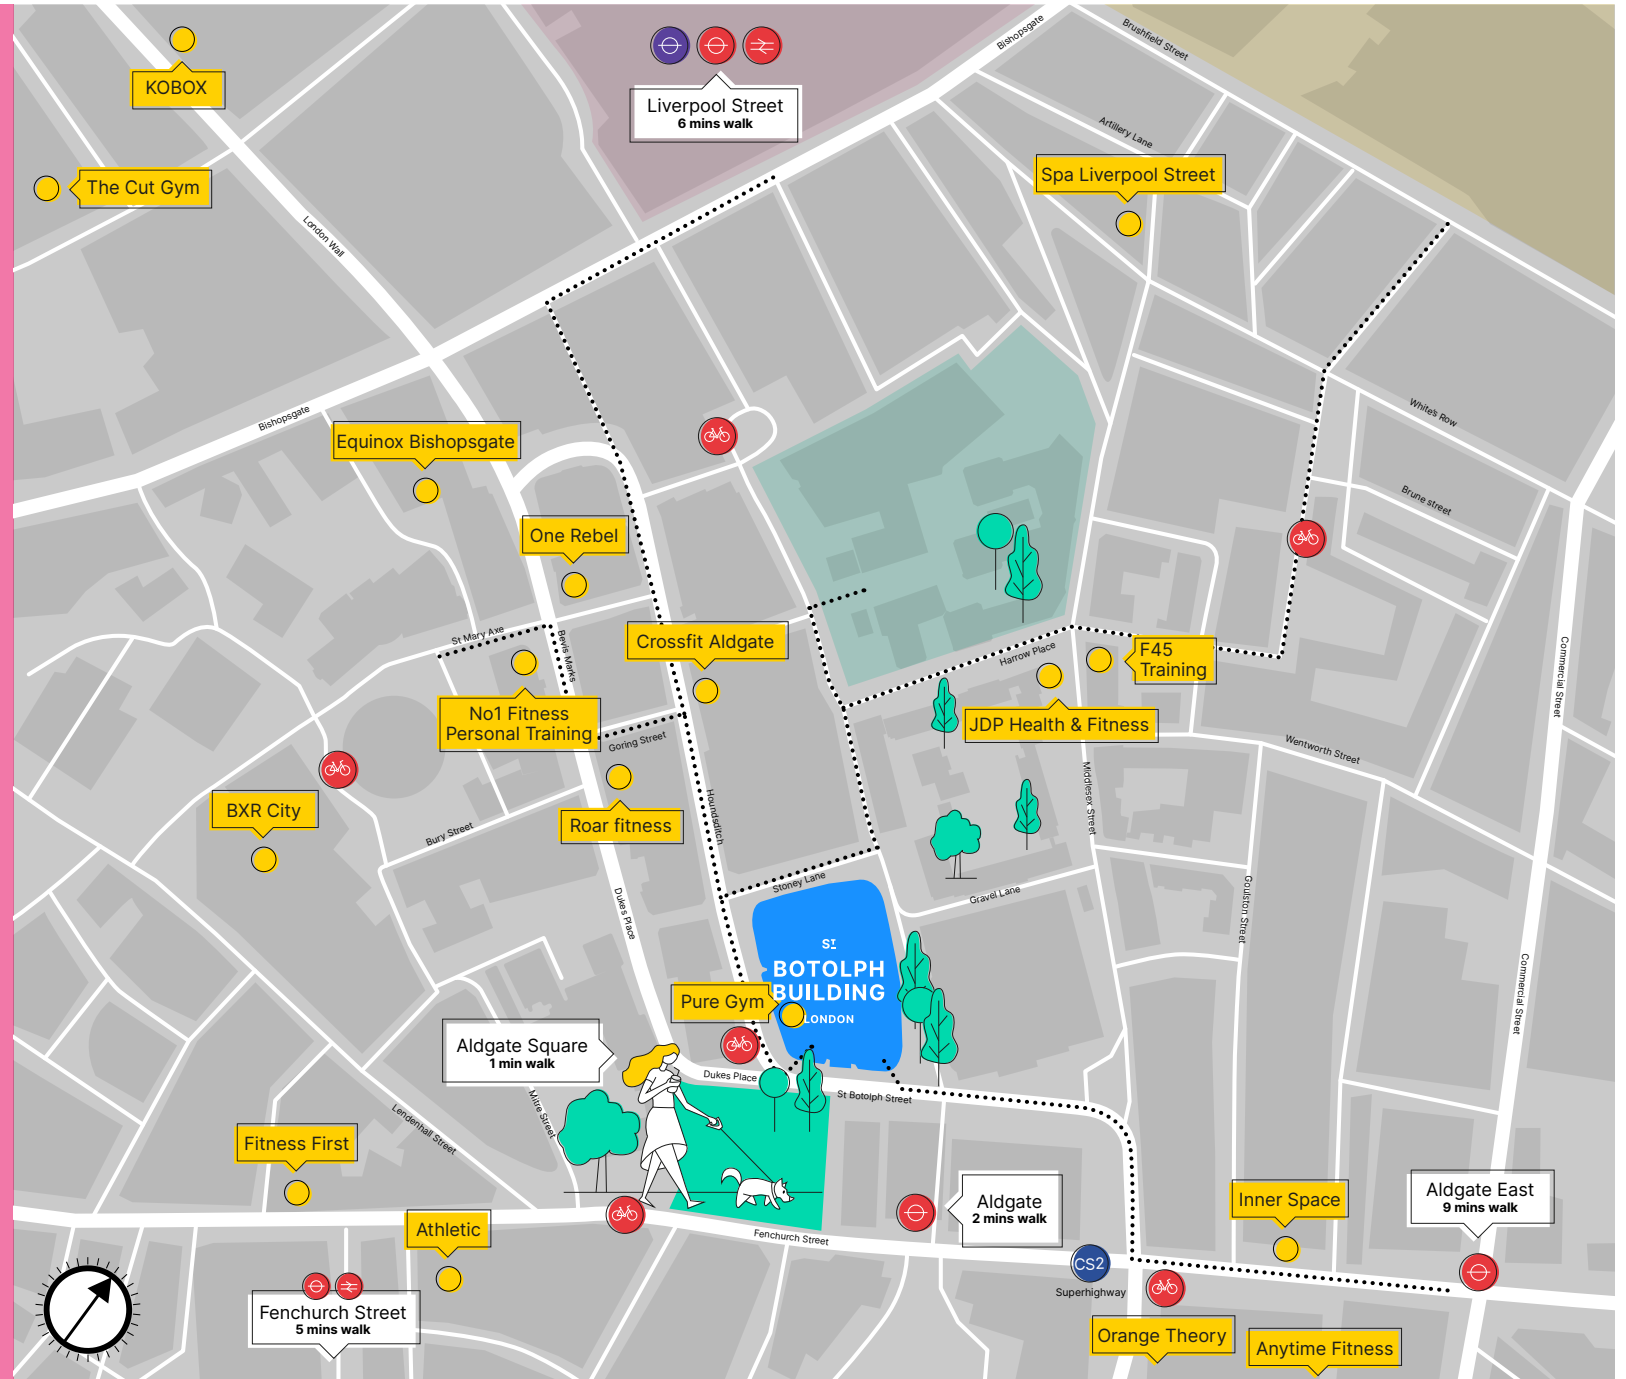 Bishopsgate
Brushfield Street
KOBOX
Liverpool Street
6 mins walk
Artillery Lane
The Cut Gym
Spa Liverpool Street
London Wall
Bishopsgate
White's Row
Equinox Bishopsgate
Brune street
One Rebel
St Mary Axe
Bevis Marks
Crossfit Aldgate
Harrow Place
F45
Training
No1 Fitness
Personal Training
Goring Street
JDP Health & Fitness
Commercial Street
Wentworth Street
Middlesex Street
BXR City
Roar fitness
Houndsditch
Bury Street
Stoney Lane
Gravel Lane
Goulston Street
Dukes Place
ST
BOTOLPH
BUILDING
LONDON
Pure Gym
Commercial Street
Aldgate Square
1 min walk
Dukes Place
St Botolph Street
Mitre Street
Lendenhall Street
Fitness First
Aldgate
2 mins walk
Inner Space
Aldgate East
9 mins walk
Athletic
Fenchurch Street
CS2
Superhighway
Fenchurch Street
5 mins walk
Orange Theory
Anytime Fitness